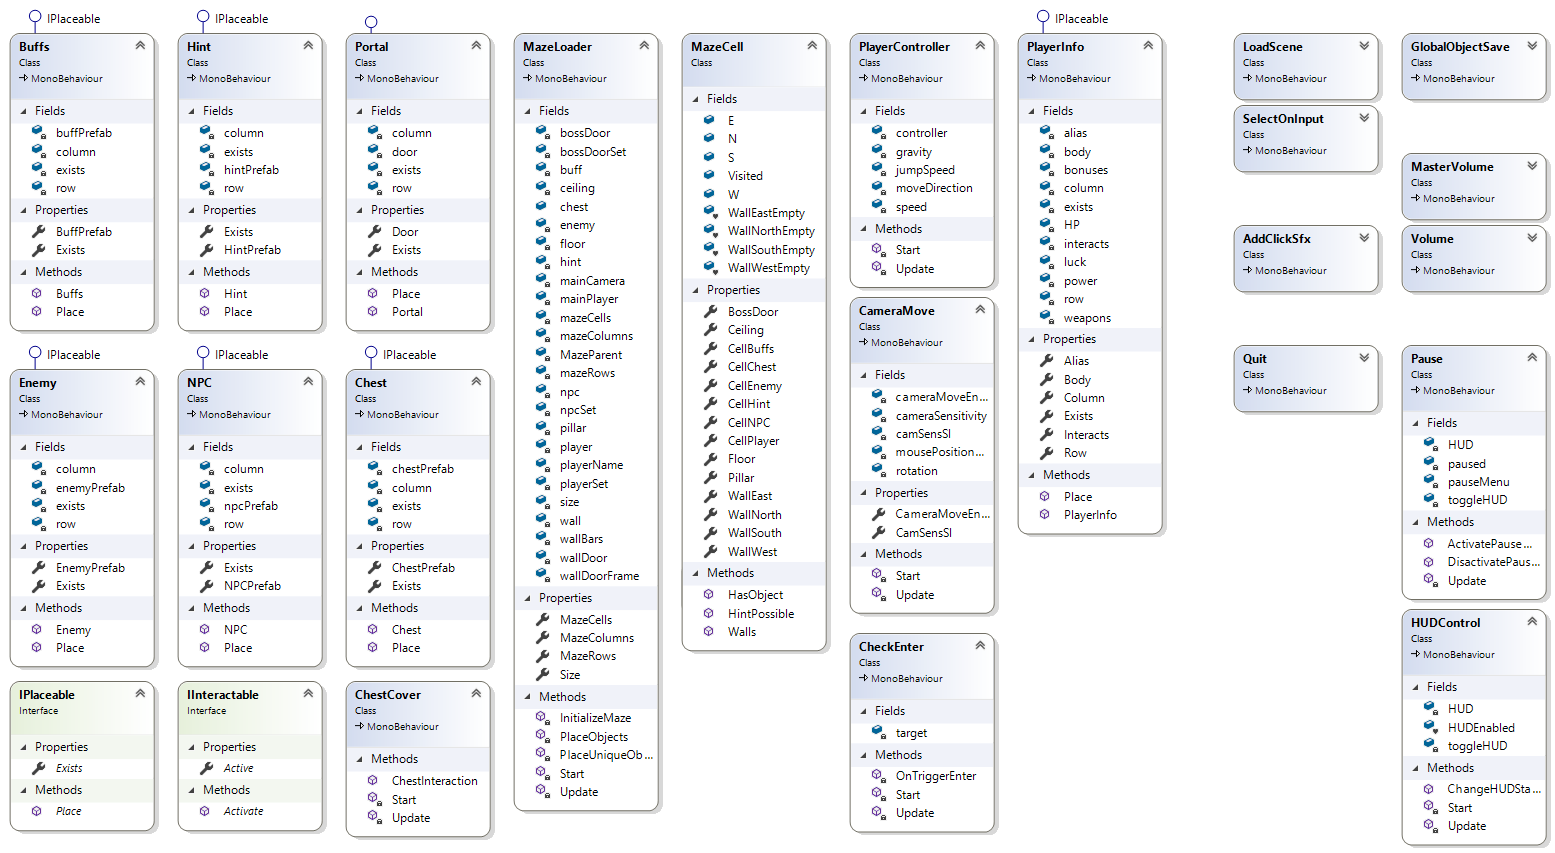 IPlaceable
Buffs
Class
MonoBehaviour
Fields
buffPrefab
column
exists
row
Properties
BuffPrefab
Exists
Methods
Buffs
Place
IPlaceable
Hint
Class
MonoBehaviour
Fields
column
exists
hintPrefab
row
Properties
Exists
HintPrefab
Methods
Hint
Place
Portal
Class
MonoBehaviour
Fields
column
door
exists
row
Properties
Door
Exists
Methods
Place
Portal
IPlaceable
Enemy
Class
MonoBehaviour
Fields
column
enemyPrefab
exists
row
Properties
EnemyPrefab
Exists
Methods
Enemy
Place
IPlaceable
NPC
Class
MonoBehaviour
Fields
column
exists
npcPrefab
row
Properties
Exists
NPCPrefab
Methods
NPC
Place
IPlaceable
Chest
Class
MonoBehaviour
Fields
chestPrefab
column
exists
row
Properties
ChestPrefab
Exists
Methods
Chest
Place
IPlaceable
Interface
Properties
Exists
Methods
Place
IInteractable
Interface
Properties
Active
Methods
Activate
ChestCover
Class
MonoBehaviour
Methods
ChestInteraction
Start
Update
MazeLoader
Class
MonoBehaviour
Fields
bossDoor
bossDoorSet
buff
ceiling
chest
enemy
floor
hint
mainCamera
mainPlayer
mazeCells
mazeColumns
MazeParent
mazeRows
npc
npcSet
pillar
player
playerName
playerSet
size
wall
wallBars
wallDoor
wallDoorFrame
Properties
MazeCells
MazeColumns
MazeRows
Size
Methods
InitializeMaze
PlaceObjects
PlaceUniqueOb...
Start
Update
MazeCell
Class
Fields
E
N
S
Visited
W
WallEastEmpty
WallNorthEmpty
WallSouthEmpty
WallWestEmpty
Properties
BossDoor
Ceiling
CellBuffs
CellChest
CellEnemy
CellHint
CellNPC
CellPlayer
Floor
Pillar
WallEast
WallNorth
WallSouth
WallWest
Methods
HasObject
HintPossible
Walls
PlayerController
Class
MonoBehaviour
Fields
controller
gravity
jumpSpeed
moveDirection
speed
Methods
Start
Update
CameraMove
Class
MonoBehaviour
Fields
cameraMoveEn...
cameraSensitivity
camSensSl
mousePosition...
rotation
Properties
CameraMoveEn...
CamSensSl
Methods
Start
Update
CheckEnter
Class
MonoBehaviour
Fields
target
Methods
OnTriggerEnter
Start
Update
IPlaceable
PlayerInfo
Class
MonoBehaviour
Fields
alias
body
bonuses
column
exists
HP
interacts
luck
power
row
weapons
Properties
Alias
Body
Column
Exists
Interacts
Row
Methods
Place
PlayerInfo
LoadScene
Class
MonoBehaviour
SelectOnInput
Class
MonoBehaviour
AddClickSfx
Class
MonoBehaviour
Quit
Class
MonoBehaviour
GlobalObjectSave
Class
MonoBehaviour
MasterVolume
Class
MonoBehaviour
Volume
Class
MonoBehaviour
Pause
Class
MonoBehaviour
Fields
HUD
paused
pauseMenu
toggleHUD
Methods
ActivatePause...
DisactivatePaus...
Update
HUDControl
Class
MonoBehaviour
Fields
HUD
HUDEnabled
toggleHUD
Methods
ChangeHUDSta...
Start
Update